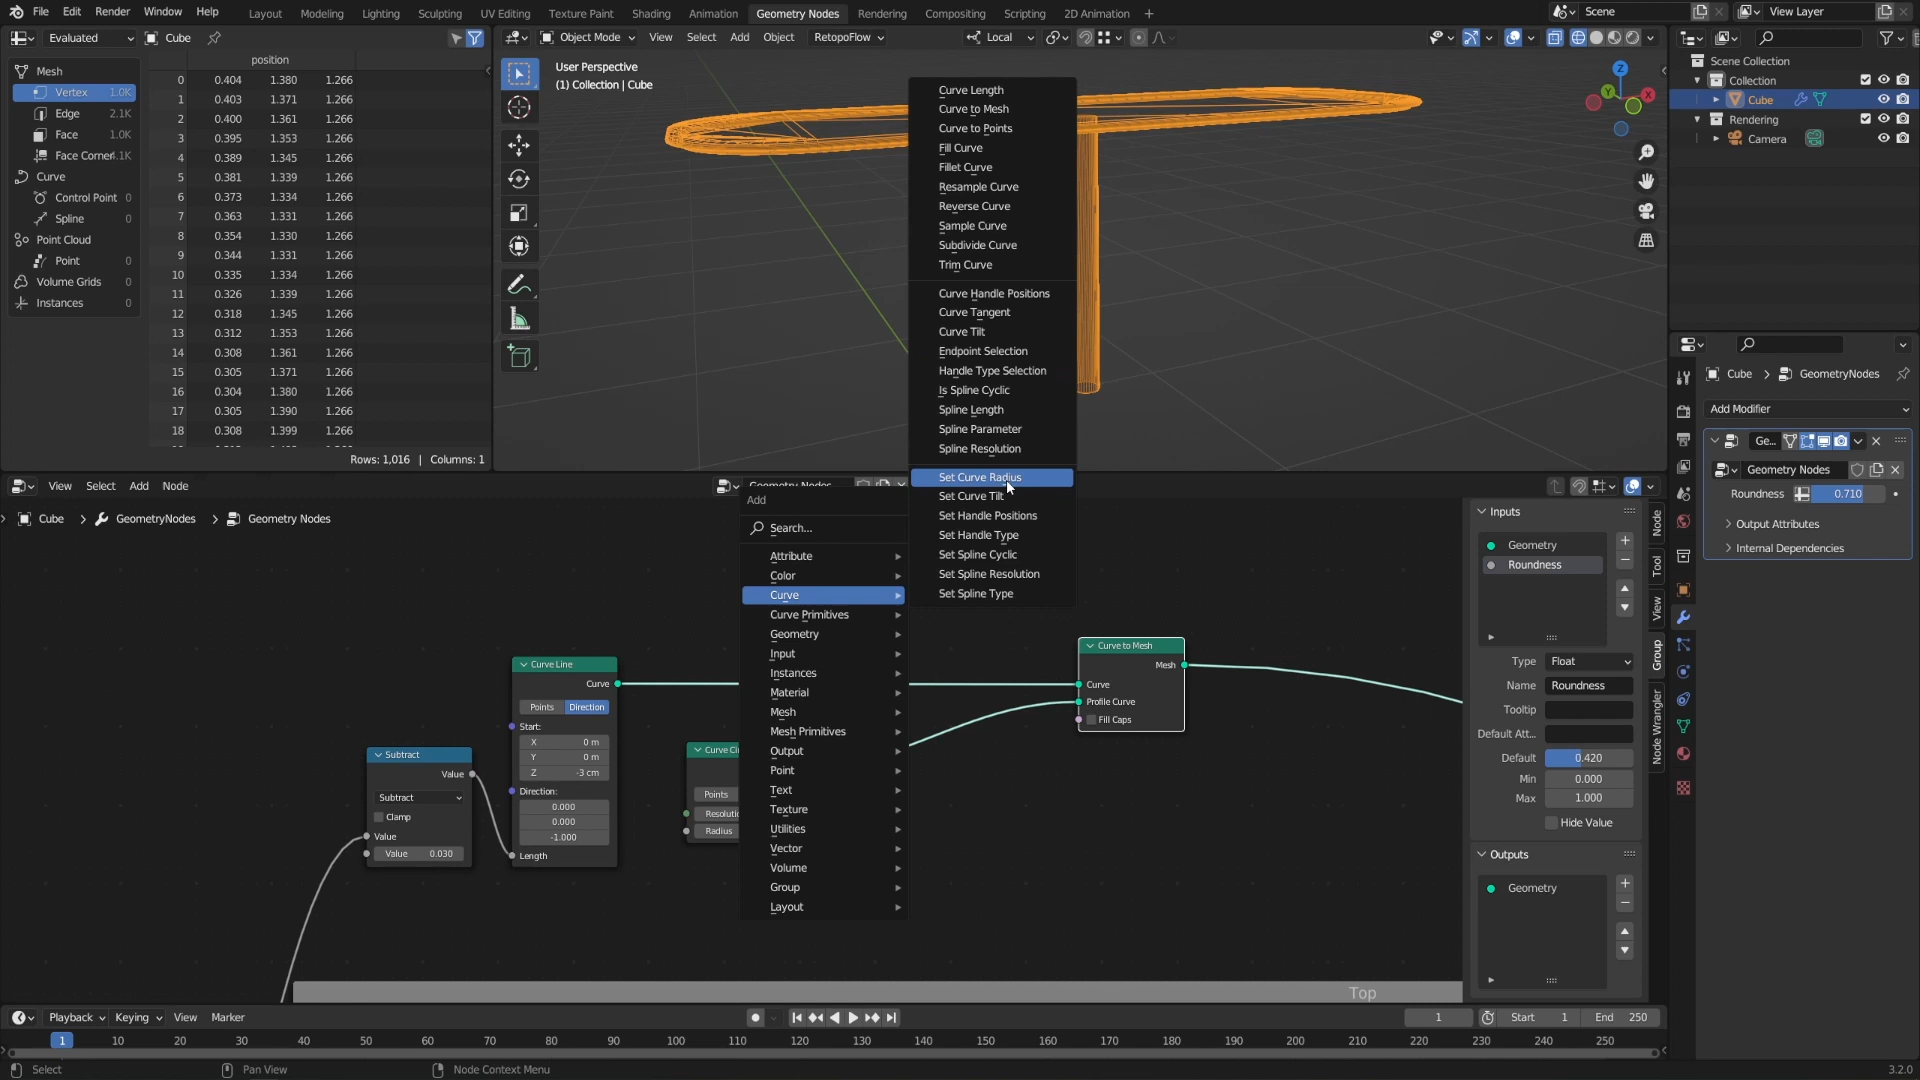 File Edit Render Window Help Layout Modeling Lighting Sculpting UV Editing Texture Paint Shading Animation Geometry Nodes Rendering Compositing Scripting 2D Animation + Scene View Layer
Evaluated Cube
position
Mesh
Vertex 1.0K
Edge 2.1K
Face 1.0K
Face Corner 4.1K
Curve
Control Point 0
Spline 0
Point Cloud
Point 0
Volume Grids 0
Instances 0
0 0.404 1.380 1.266
1 0.403 1.371 1.266
2 0.400 1.361 1.266
3 0.395 1.353 1.266
4 0.389 1.345 1.266
5 0.381 1.339 1.266
6 0.373 1.334 1.266
7 0.363 1.331 1.266
8 0.354 1.330 1.266
9 0.344 1.331 1.266
10 0.335 1.334 1.266
11 0.326 1.339 1.266
12 0.318 1.345 1.266
13 0.312 1.353 1.266
14 0.308 1.361 1.266
15 0.305 1.371 1.266
16 0.304 1.380 1.266
17 0.305 1.390 1.266
18 0.308 1.399 1.266
Rows: 1,016 | Columns: 1
Object Mode View Select Add Object RetopoFlow Local
User Perspective
(1) Collection | Cube
Z
Y
X
Curve Length
Curve to Mesh
Curve to Points
Fill Curve
Fillet Curve
Resample Curve
Reverse Curve
Sample Curve
Subdivide Curve
Trim Curve
Curve Handle Positions
Curve Tangent
Curve Tilt
Endpoint Selection
Handle Type Selection
Is Spline Cyclic
Spline Length
Spline Parameter
Spline Resolution
Set Curve Radius
Set Curve Tilt
Set Handle Positions
Set Handle Type
Set Spline Cyclic
Set Spline Resolution
Set Spline Type
Scene Collection
Collection
Cube
Rendering
Camera
Cube > GeometryNodes
Add Modifier
Ge...
Geometry Nodes
Roundness 0.710
Output Attributes
Internal Dependencies
View Select Add Node Geometry Nodes
Cube > GeometryNodes > Geometry Nodes
Add
Search...
Attribute
Color
Curve
Curve Primitives
Geometry
Input
Instances
Material
Mesh
Mesh Primitives
Output
Point
Text
Texture
Utilities
Vector
Volume
Group
Layout
Subtract
Value
Subtract
Clamp
Value
Value 0.030
Curve Line
Curve
Points Direction
Start:
X 0 m
Y 0 m
Z -3 cm
Direction:
0.000
0.000
-1.000
Length
Curve Ci
Points
Resolutio
Radius
Curve to Mesh
Mesh
Curve
Profile Curve
Fill Caps
Top
Inputs
Geometry
Roundness
Type Float
Name Roundness
Tooltip
Default Att...
Default 0.420
Min 0.000
Max 1.000
Hide Value
Outputs
Geometry
Node
Tool
View
Group
Node Wrangler
Playback Keying View Marker 1 Start 1 End 250
1 10 20 30 40 50 60 70 80 90 100 110 120 130 140 150 160 170 180 190 200 210 220 230 240 250
Select Pan View Node Context Menu 3.2.0